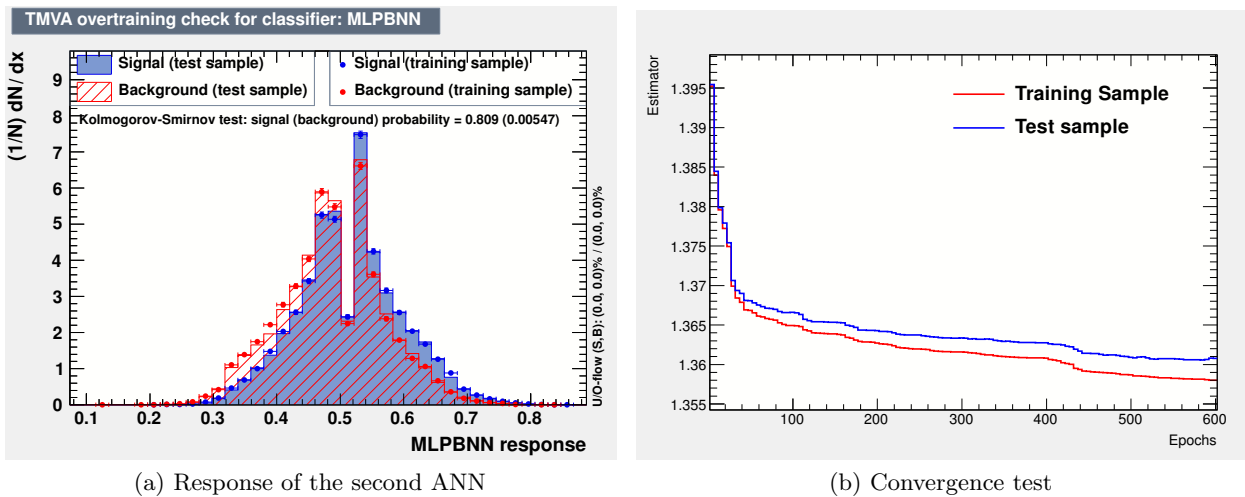 TMVA overtraining check for classifier: MLPBNN
Signal (test sample)
Background (test sample)
Signal (training sample)
Background (training sample)
Kolmogorov-Smirnov test: signal (background) probability = 0.809 (0.00547)
(1/N) dN / dx
9
8
7
6
5
4
3
2
1
0
0.1 0.2 0.3 0.4 0.5 0.6 0.7 0.8
MLPBNN response
U/O-flow (S,B): (0.0, 0.0)% / (0.0, 0.0)%
(a) Response of the second ANN
Estimator
1.395
1.39
1.385
1.38
1.375
1.37
1.365
1.36
1.355
Training Sample
Test sample
100 200 300 400 500 600
Epochs
(b) Convergence test